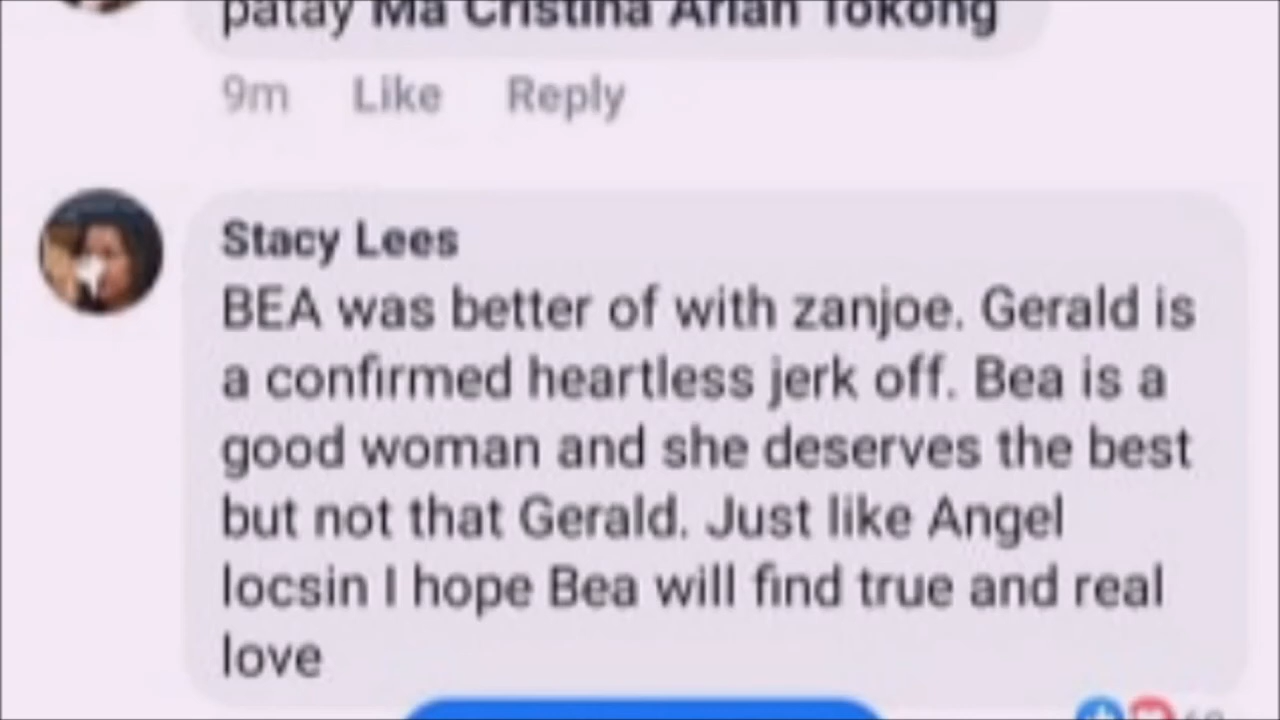 patay Ma Cristina Arian Tokong
9m Like Reply
Stacy Lees
BEA was better of with zanjoe. Gerald is
a confirmed heartless jerk off. Bea is a
good woman and she deserves the best
but not that Gerald. Just like Angel
locsin I hope Bea will find true and real
love